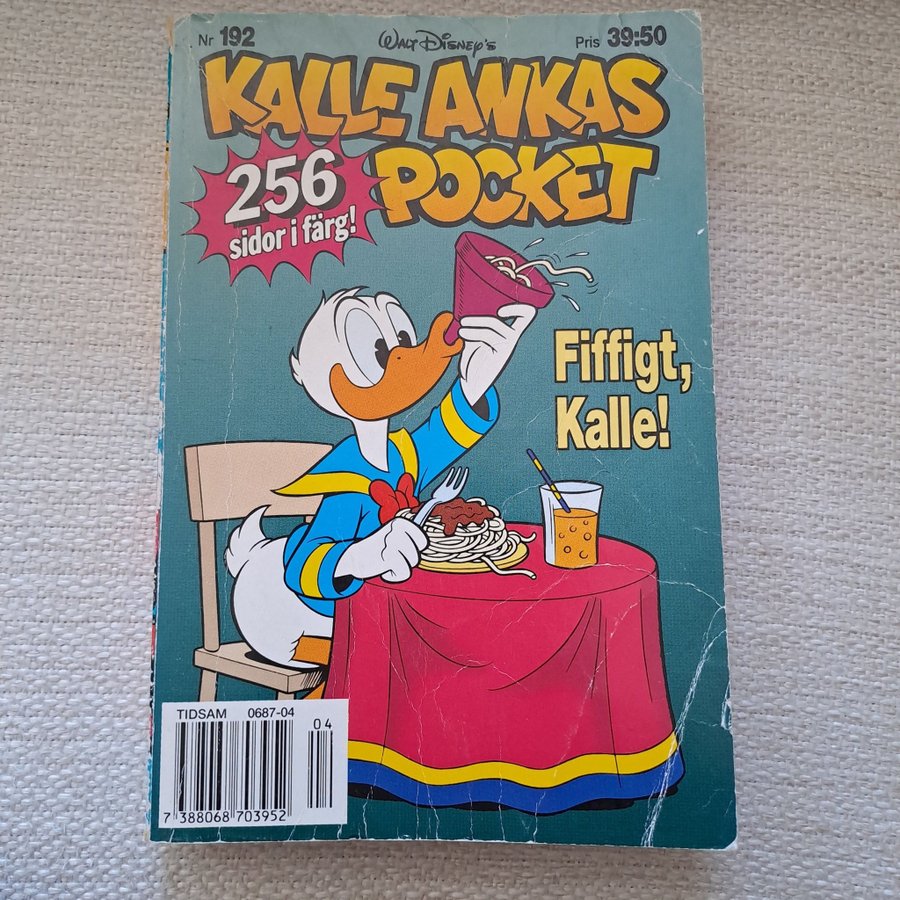 Nr 192
Walt Disney's
Pris 39:50
KALLE ANKAS
POCKET
256
sidor i färg!
Fiffigt,
Kalle!
TIDSAM 0687-04
04
7 388068 703952